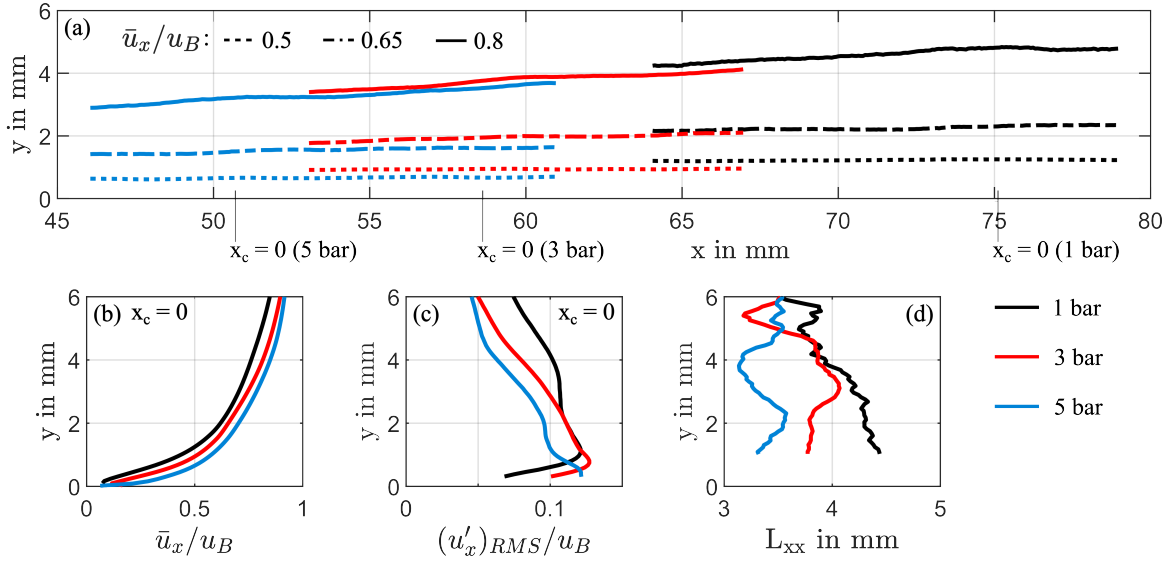 (a)
ū_x/u_B: 0.5 0.65 0.8
y in mm
6
4
2
0
45 50 55 60 65 70 75 80
x_c = 0 (5 bar) x_c = 0 (3 bar) x in mm x_c = 0 (1 bar)
(b) x_c = 0
y in mm
6
4
2
0
0 0.5 1
ū_x/u_B
(c) x_c = 0
y in mm
6
4
2
0
0 0.1
(u'_x)_RMS/u_B
(d)
y in mm
6
4
2
0
3 4 5
L_xx in mm
1 bar
3 bar
5 bar